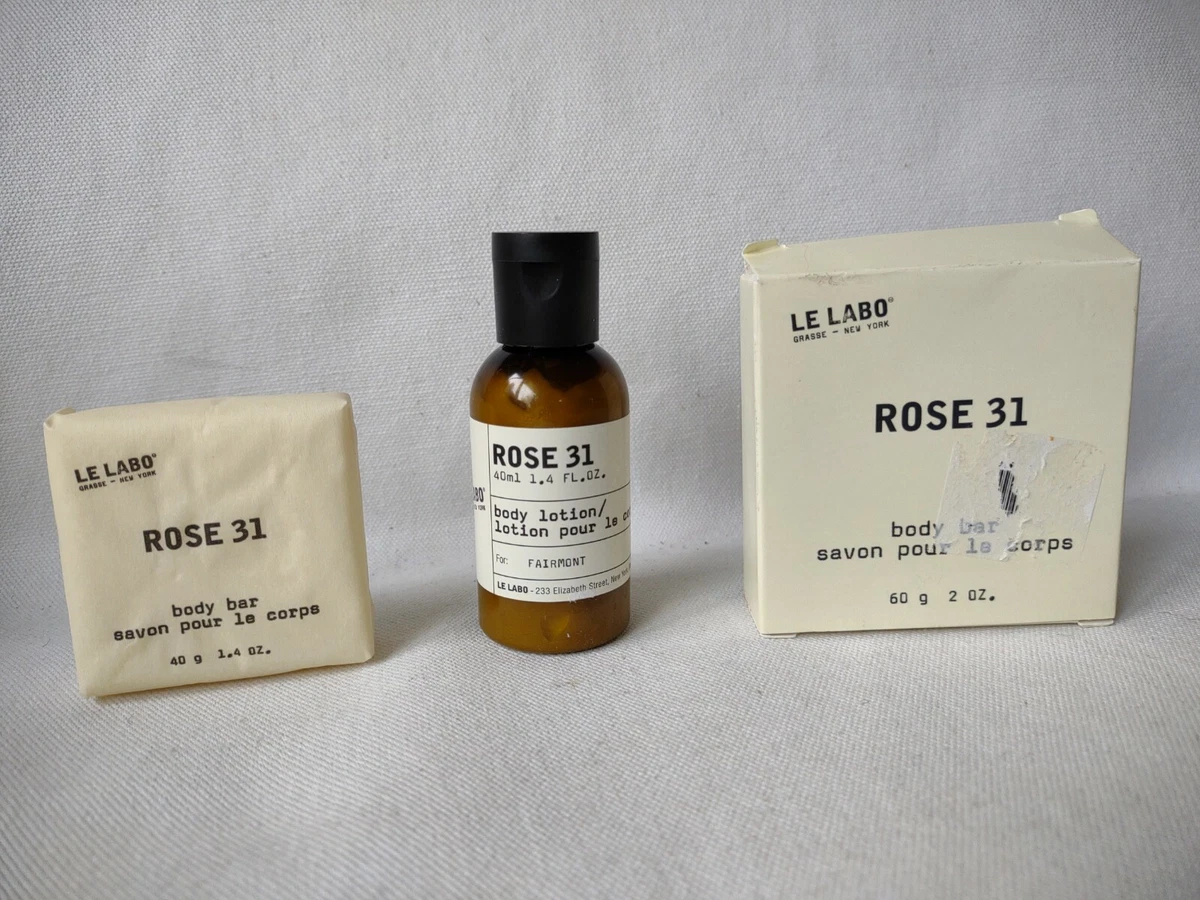 LE LABO®
GRASSE – NEW YORK
ROSE 31
body bar
savon pour le corps
40 g 1.4 OZ.
ROSE 31
40ml 1.4 FL.OZ.
body lotion/
lotion pour le
For: FAIRMONT
LE LABO - 233 Elizabeth Street, New York
LE LABO®
GRASSE – NEW YORK
ROSE 31
body bar
savon pour le corps
60 g 2 OZ.